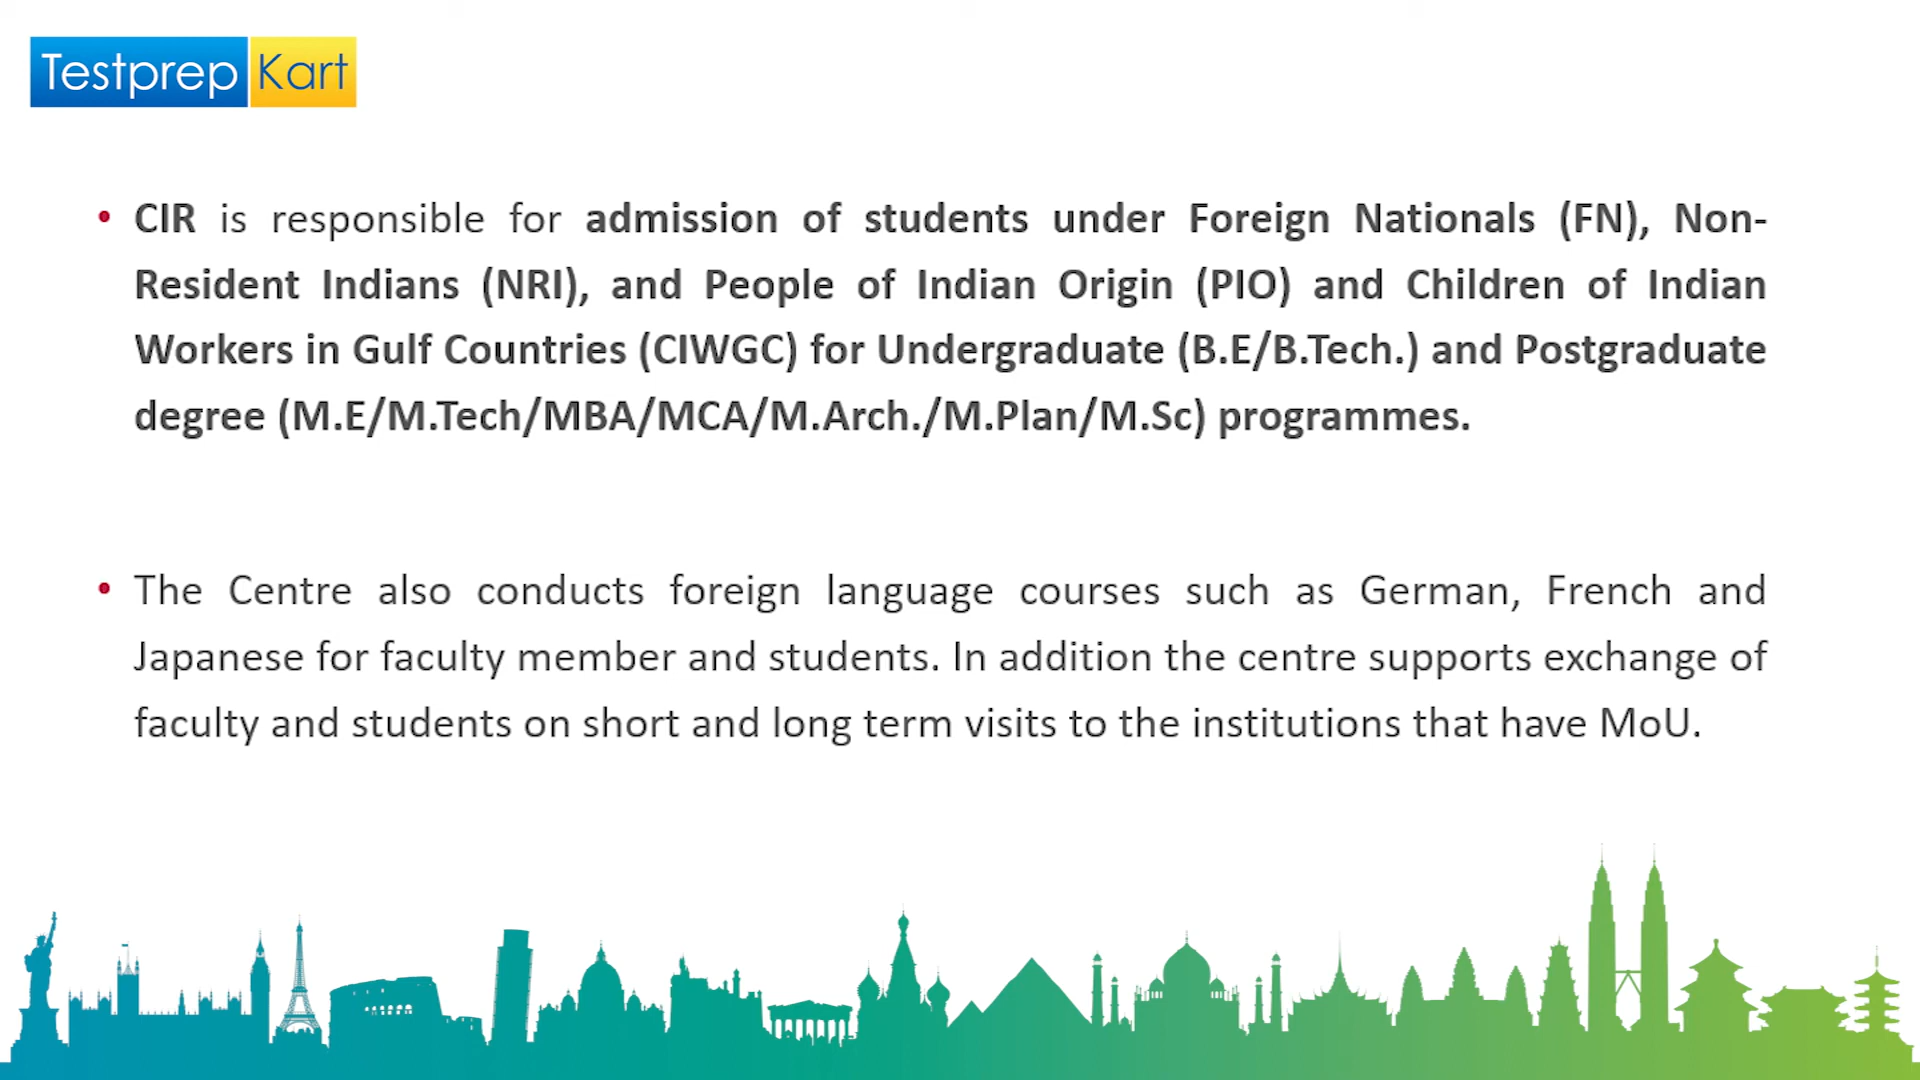 Testprep Kart
• CIR is responsible for admission of students under Foreign Nationals (FN), Non-
Resident Indians (NRI), and People of Indian Origin (PIO) and Children of Indian
Workers in Gulf Countries (CIWGC) for Undergraduate (B.E/B.Tech.) and Postgraduate
degree (M.E/M.Tech/MBA/MCA/M.Arch./M.Plan/M.Sc) programmes.
• The Centre also conducts foreign language courses such as German, French and
Japanese for faculty member and students. In addition the centre supports exchange of
faculty and students on short and long term visits to the institutions that have MoU.